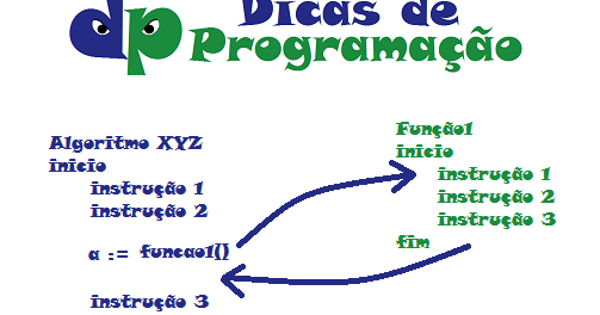 dp Dicas de
Programação
Algoritmo XYZ
inicio
instrução 1
instrução 2
a := funcao1()
instrução 3
Função1
inicio
instrução 1
instrução 2
instrução 3
fim